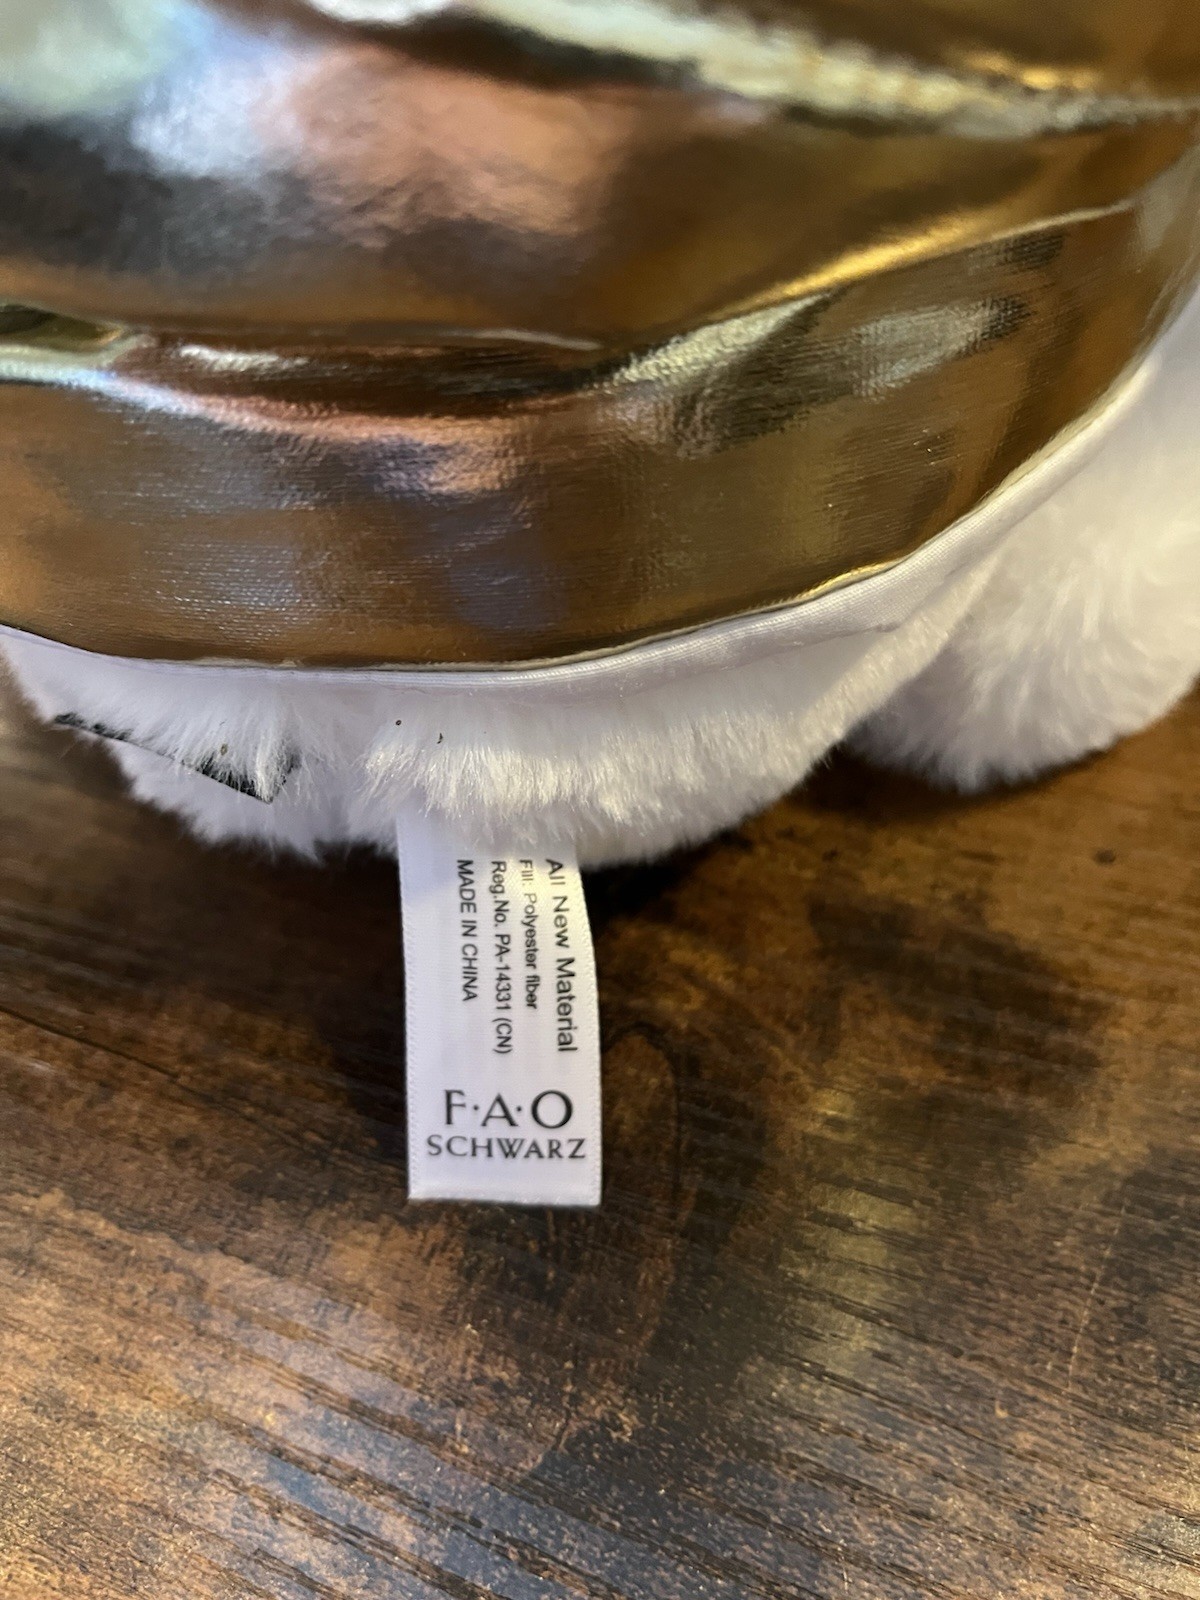 All New Material
Fill: Polyester fiber
Reg.No. PA-14331 (CN)
MADE IN CHINA
F·A·O
SCHWARZ